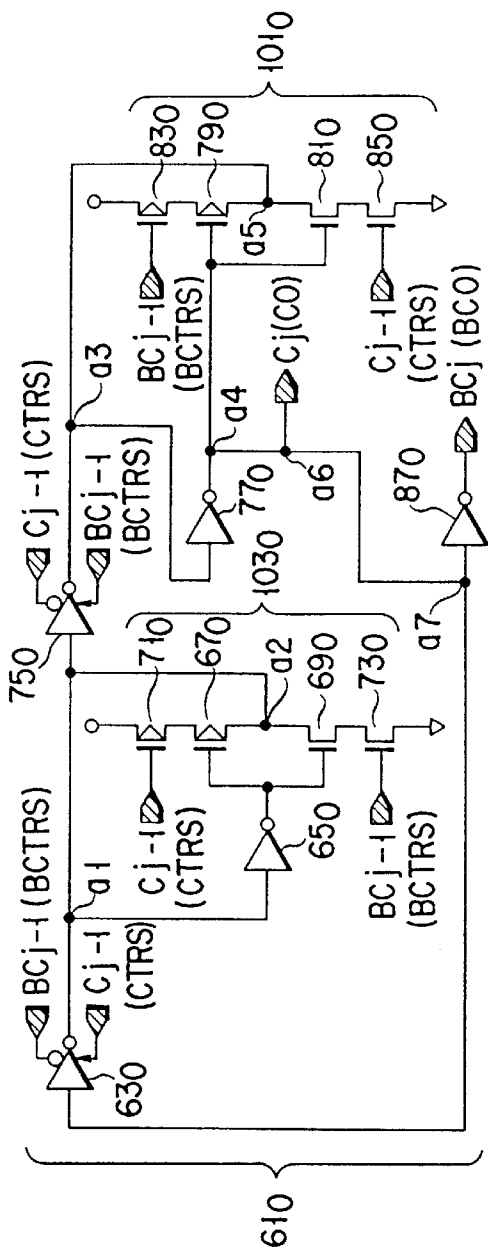 610
BCj-1 (BCTRS)
Cj-1
(CTRS)
630
a1
750
Cj-1 (CTRS)
BCj-1
(BCTRS)
a3
Cj-1
(CTRS)
710
670
1030
a2
690
730
650
BCj-1
(BCTRS)
830
790
1010
a5
810
850
BCj-1
(BCTRS)
a4
770
Cj(CO)
a6
Cj-1
(CTRS)
a7
870
BCj (BCO)